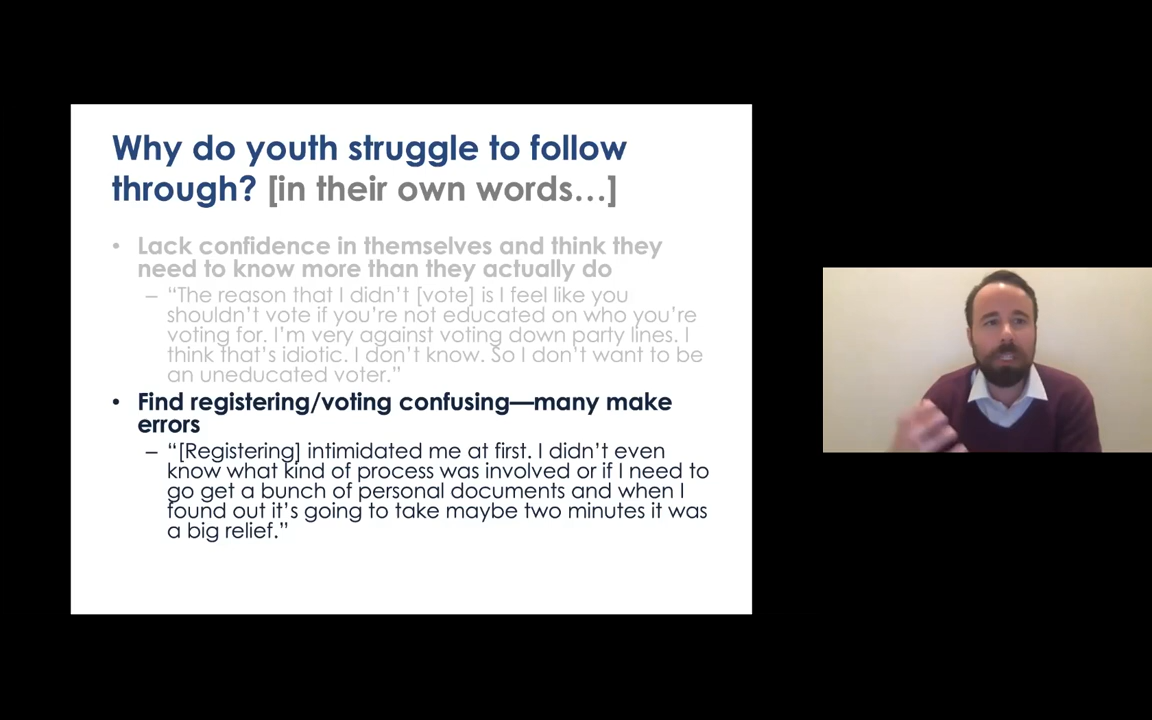 Why do youth struggle to follow
through? [in their own words…]
• Lack confidence in themselves and think they
need to know more than they actually do
– “The reason that I didn’t [vote] is I feel like you
shouldn’t vote if you’re not educated on who you’re
voting for. I’m very against voting down party lines. I
think that’s idiotic. I don’t know. So I don’t want to be
an uneducated voter.”
• Find registering/voting confusing—many make
errors
– “[Registering] intimidated me at first. I didn’t even
know what kind of process was involved or if I need to
go get a bunch of personal documents and when I
found out it’s going to take maybe two minutes it was
a big relief.”